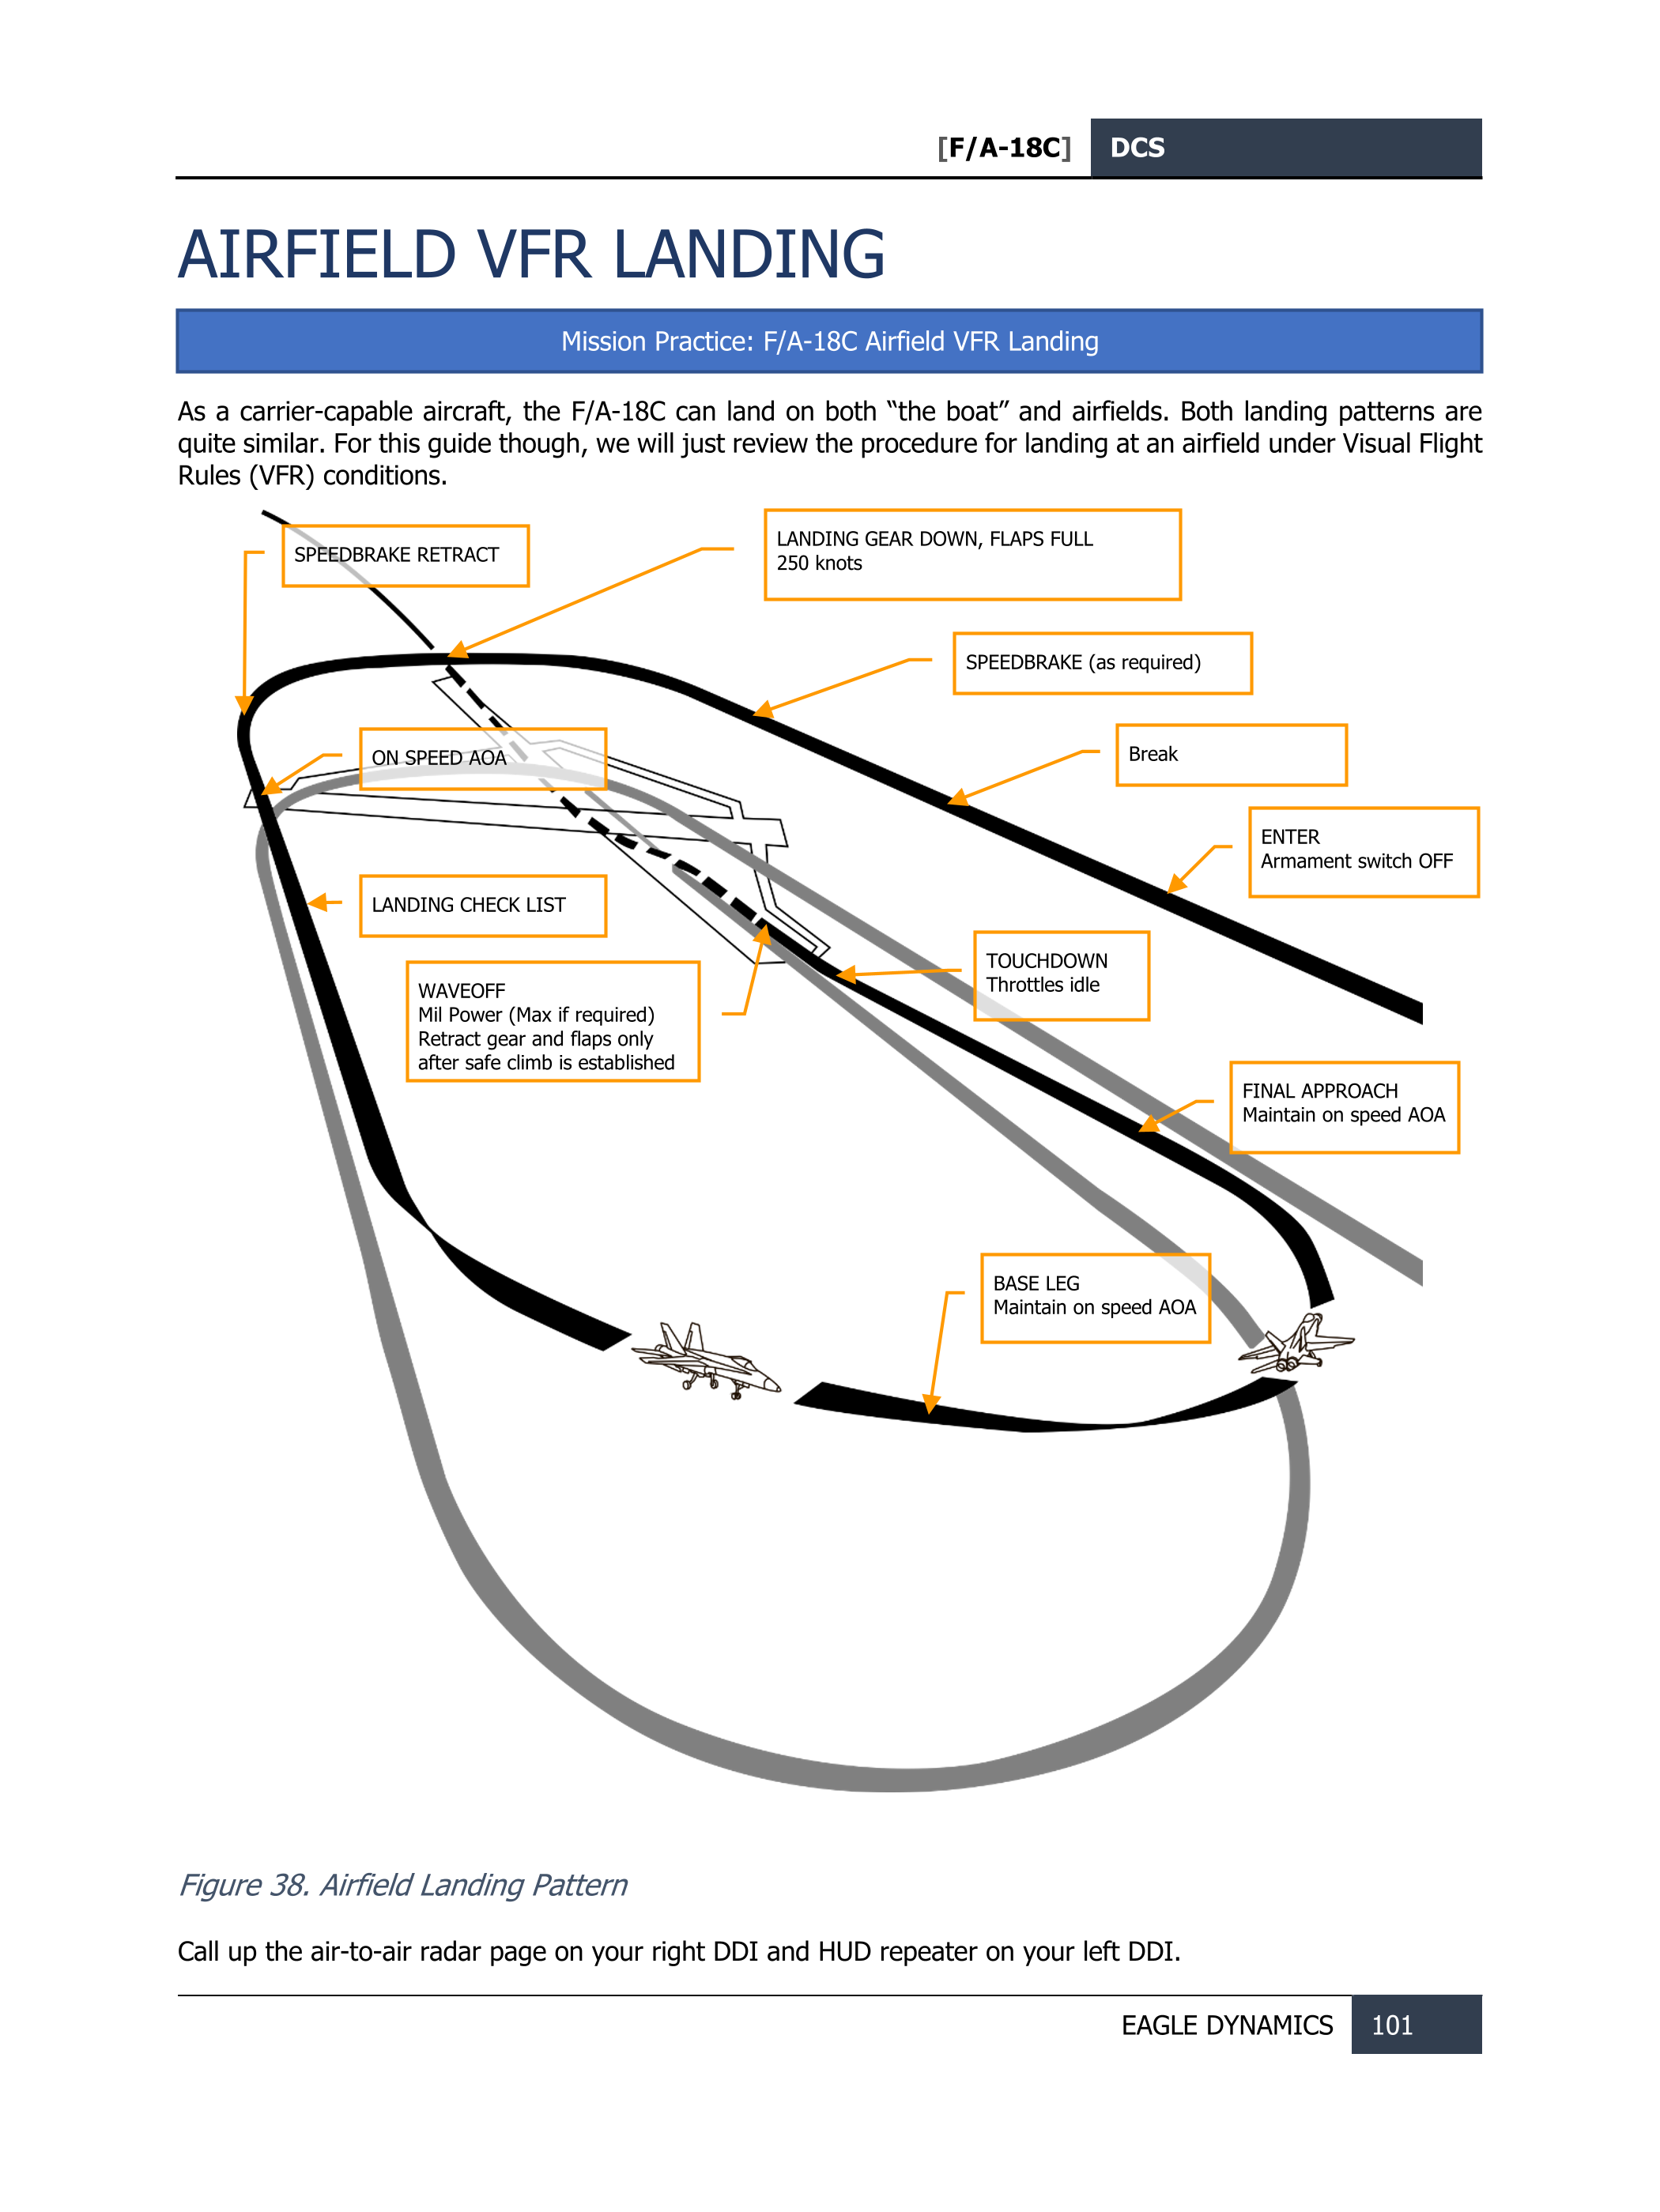 [F/A-18C] DCS
AIRFIELD VFR LANDING
Mission Practice: F/A-18C Airfield VFR Landing
As a carrier-capable aircraft, the F/A-18C can land on both “the boat” and airfields. Both landing patterns are
quite similar. For this guide though, we will just review the procedure for landing at an airfield under Visual Flight
Rules (VFR) conditions.
SPEEDBRAKE RETRACT
LANDING GEAR DOWN, FLAPS FULL
250 knots
SPEEDBRAKE (as required)
Break
ON SPEED AOA
ENTER
Armament switch OFF
LANDING CHECK LIST
TOUCHDOWN
Throttles idle
WAVEOFF
Mil Power (Max if required)
Retract gear and flaps only
after safe climb is established
FINAL APPROACH
Maintain on speed AOA
BASE LEG
Maintain on speed AOA
Figure 38. Airfield Landing Pattern
Call up the air-to-air radar page on your right DDI and HUD repeater on your left DDI.
EAGLE DYNAMICS 101